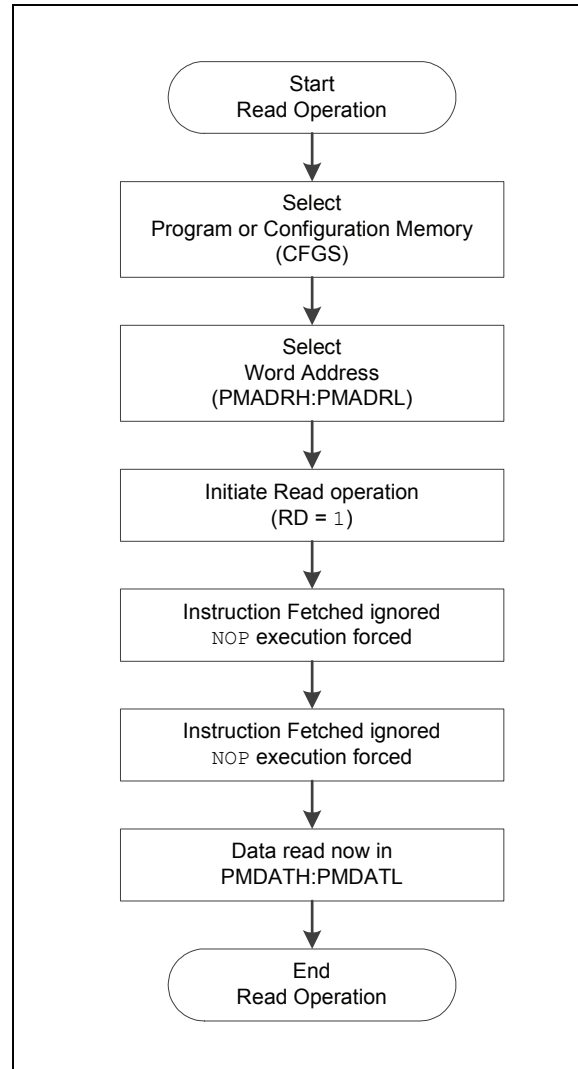 Start
Read Operation
Select
Program or Configuration Memory
(CFGS)
Select
Word Address
(PMADRH:PMADRL)
Initiate Read operation
(RD = 1)
Instruction Fetched ignored
NOP execution forced
Instruction Fetched ignored
NOP execution forced
Data read now in
PMDATH:PMDATL
End
Read Operation